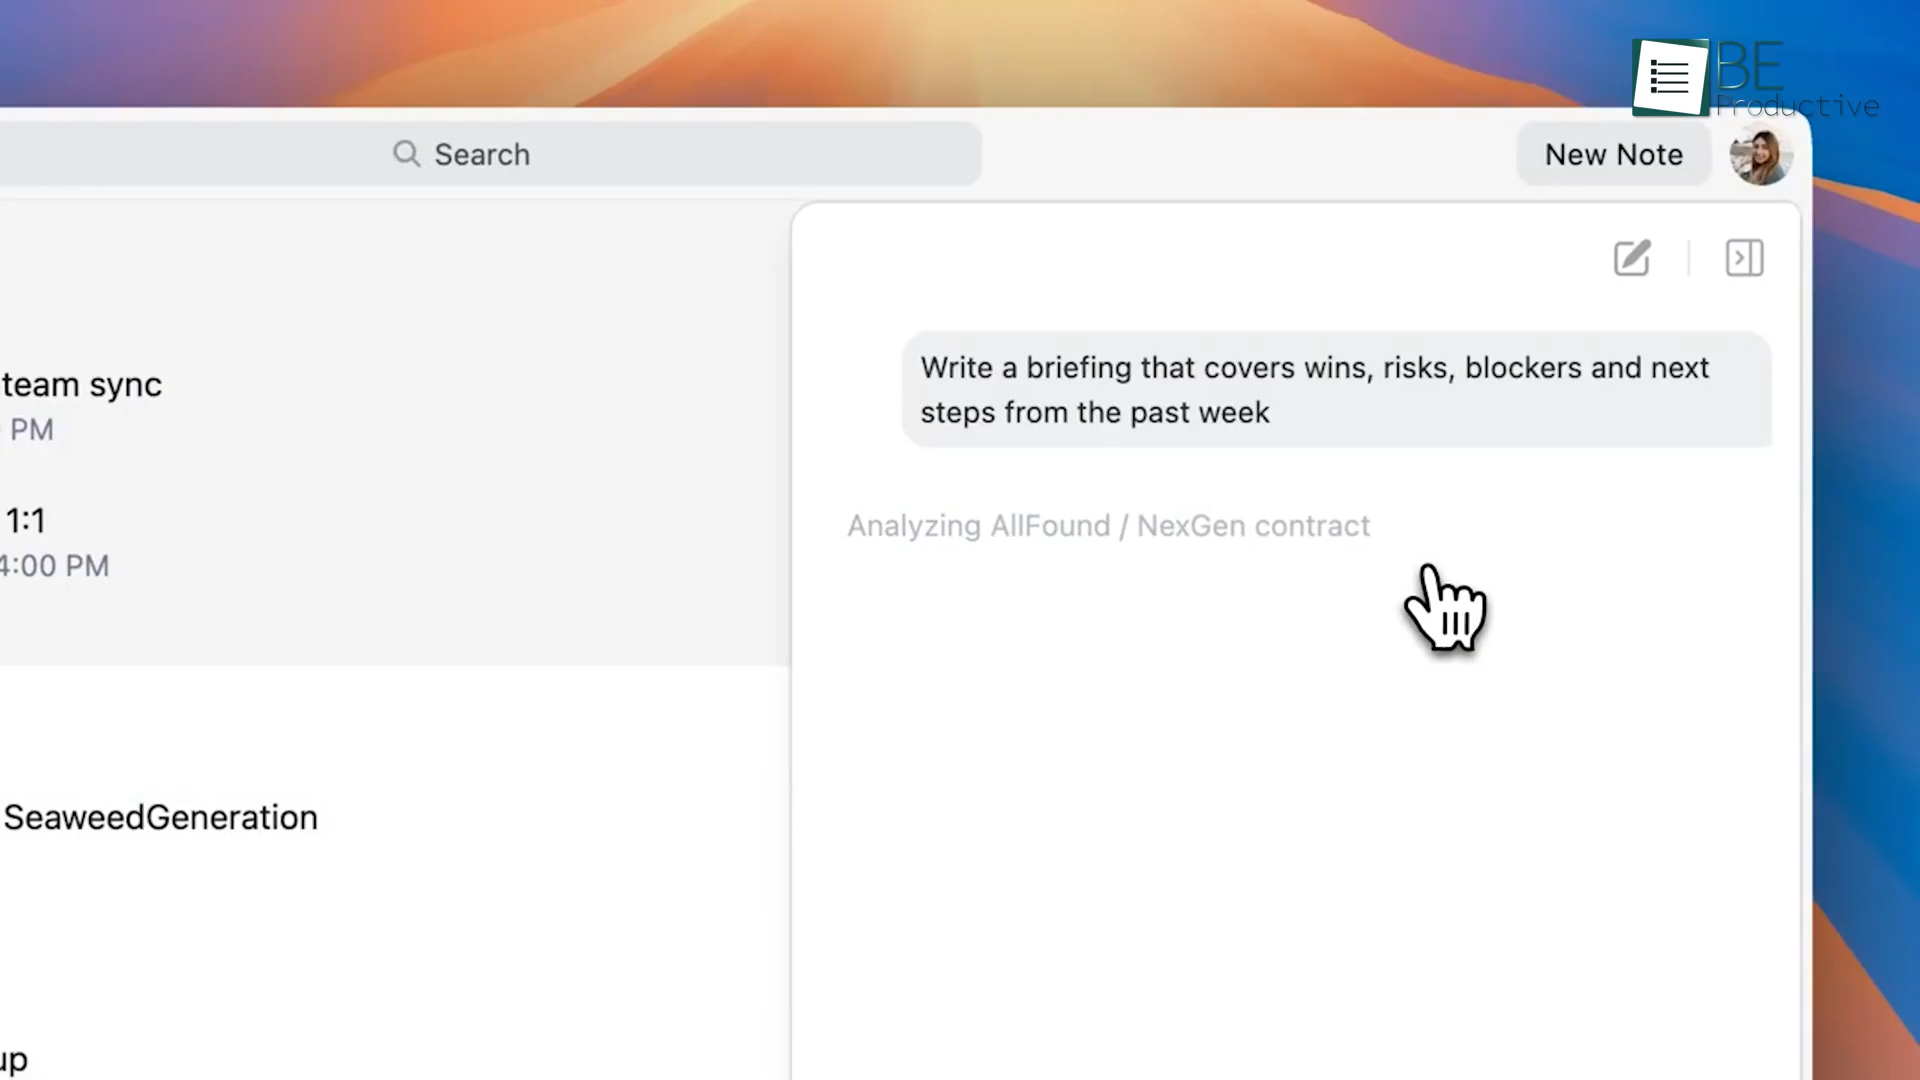 BE
Productive
Search
New Note
team sync
PM
1:1
4:00 PM
SeaweedGeneration
up
Write a briefing that covers wins, risks, blockers and next
steps from the past week
Analyzing AllFound / NexGen contract